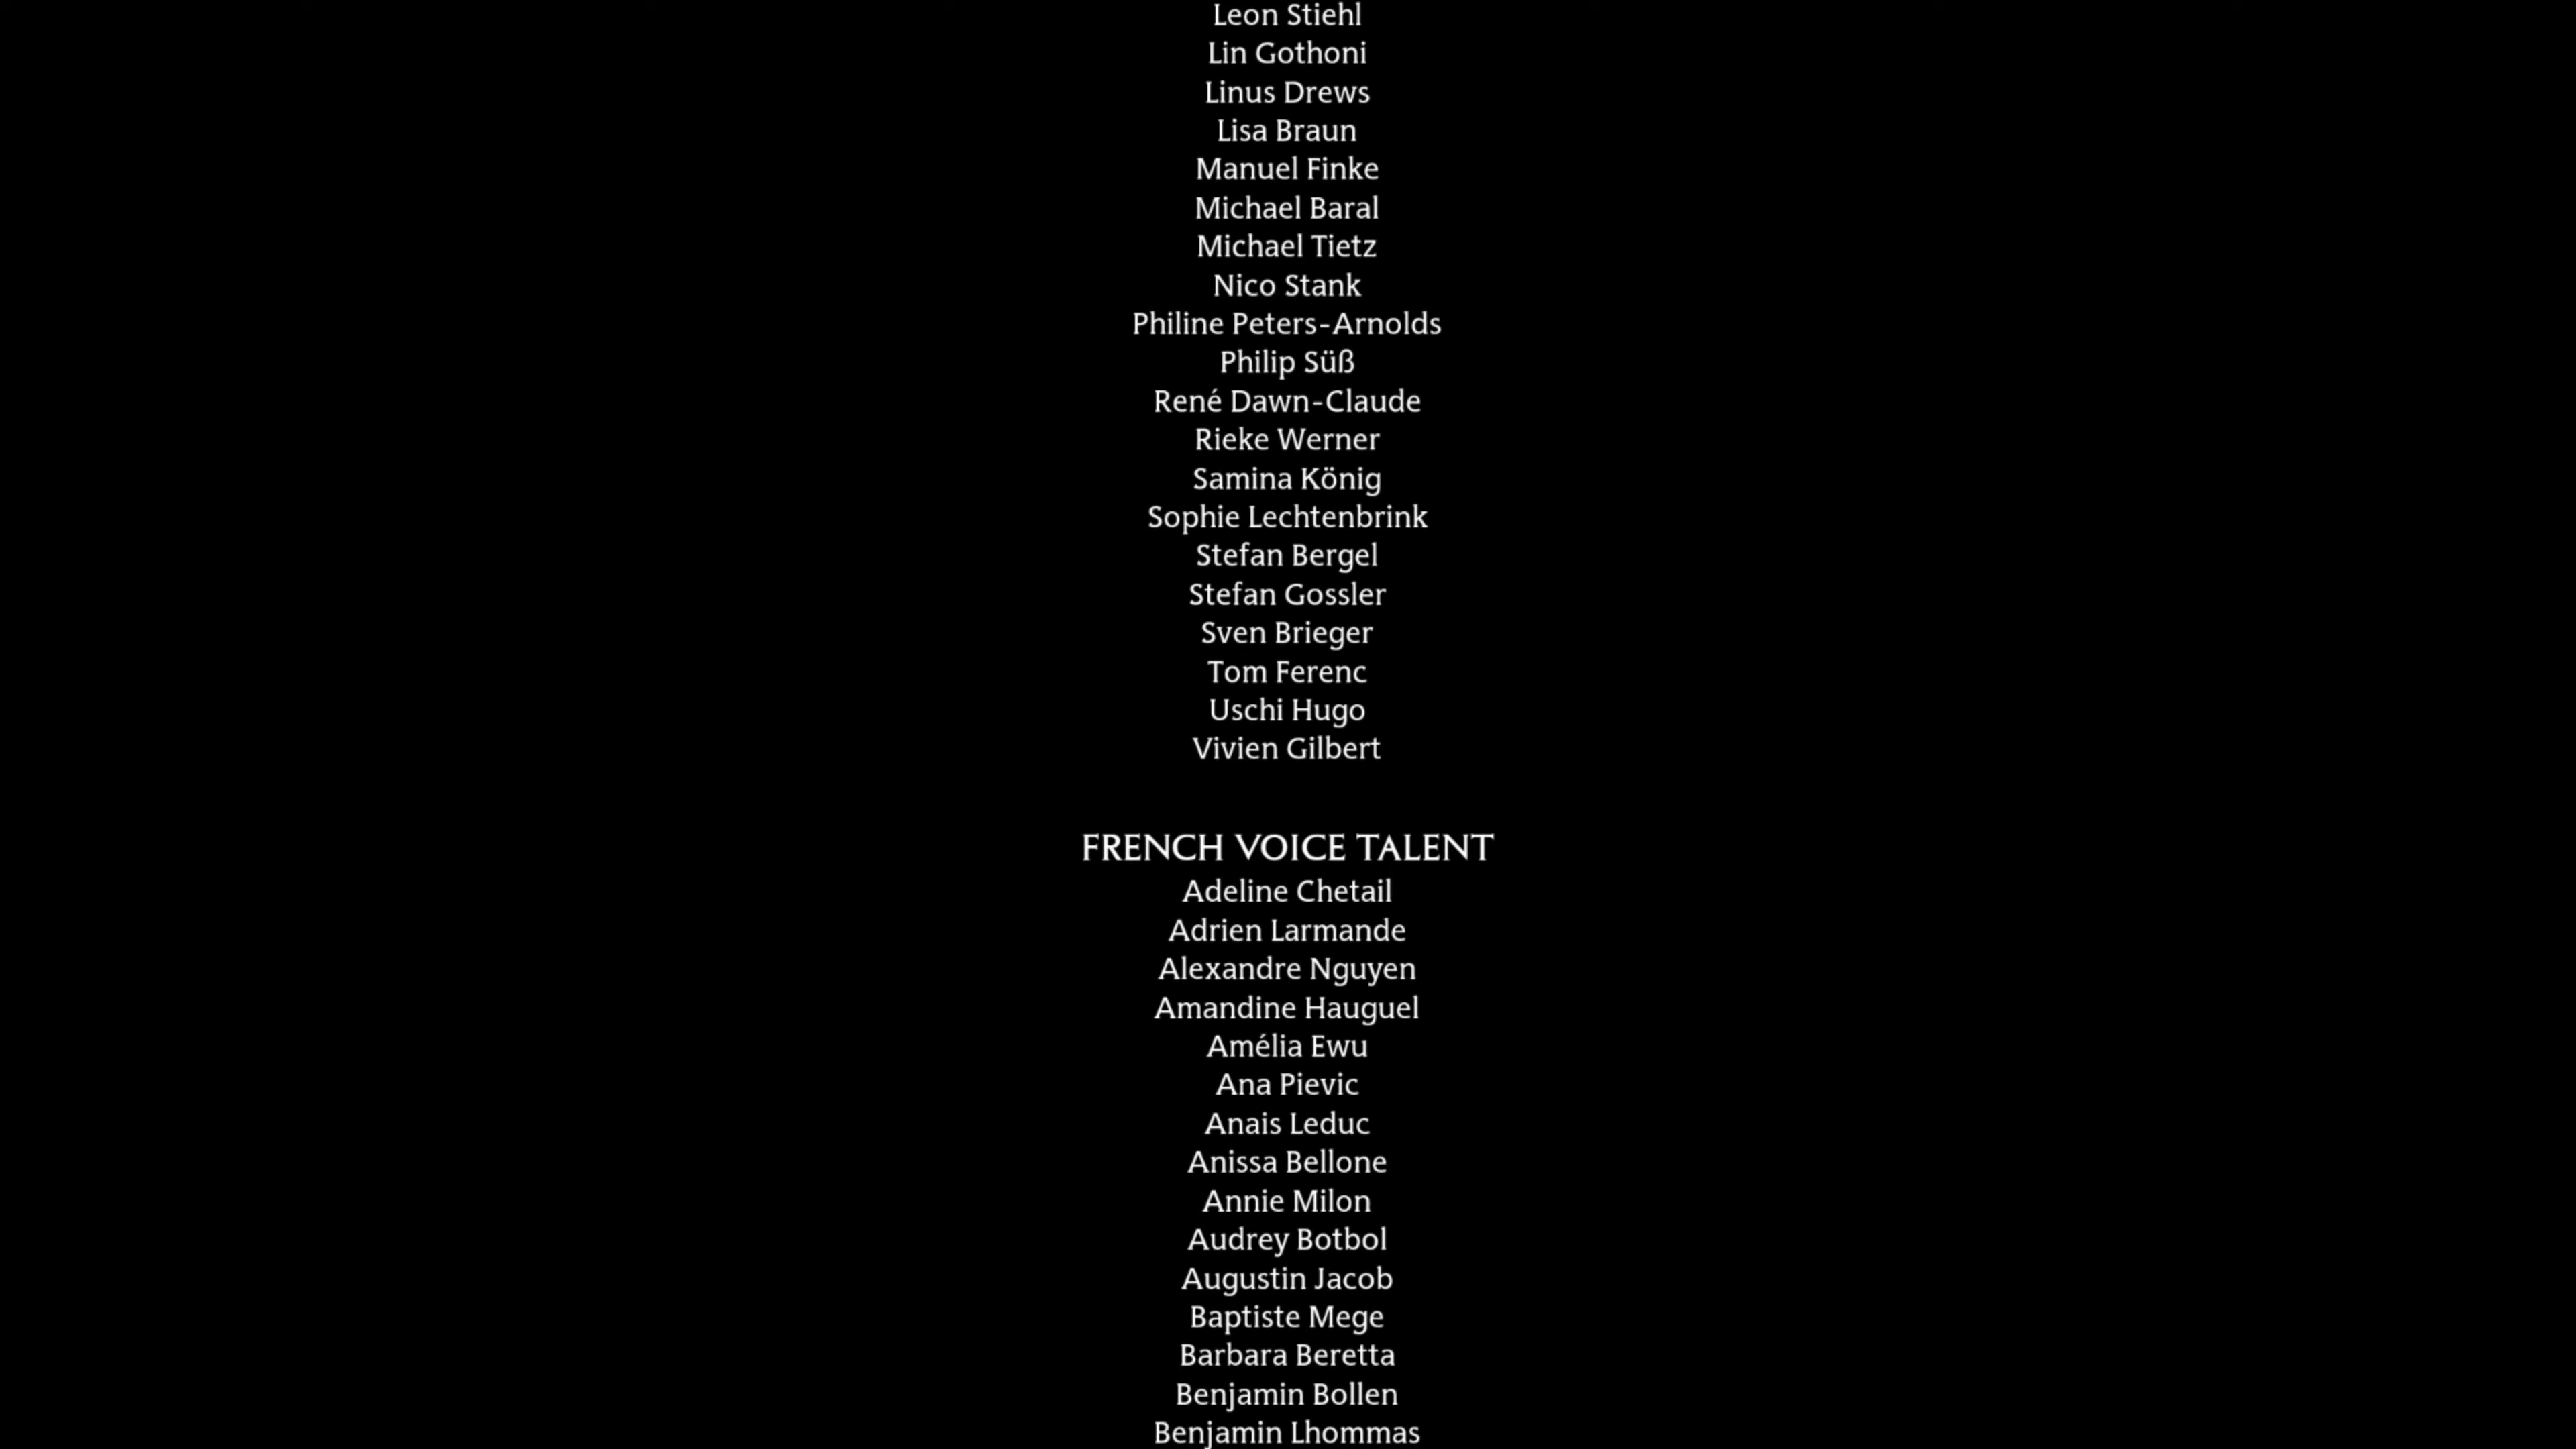 Leon Stiehl
Lin Gothoni
Linus Drews
Lisa Braun
Manuel Finke
Michael Baral
Michael Tietz
Nico Stank
Philine Peters-Arnolds
Philip Süß
René Dawn-Claude
Rieke Werner
Samina König
Sophie Lechtenbrink
Stefan Bergel
Stefan Gossler
Sven Brieger
Tom Ferenc
Uschi Hugo
Vivien Gilbert
FRENCH VOICE TALENT
Adeline Chetail
Adrien Larmande
Alexandre Nguyen
Amandine Hauguel
Amélia Ewu
Ana Pievic
Anais Leduc
Anissa Bellone
Annie Milon
Audrey Botbol
Augustin Jacob
Baptiste Mege
Barbara Beretta
Benjamin Bollen
Benjamin Lhommas